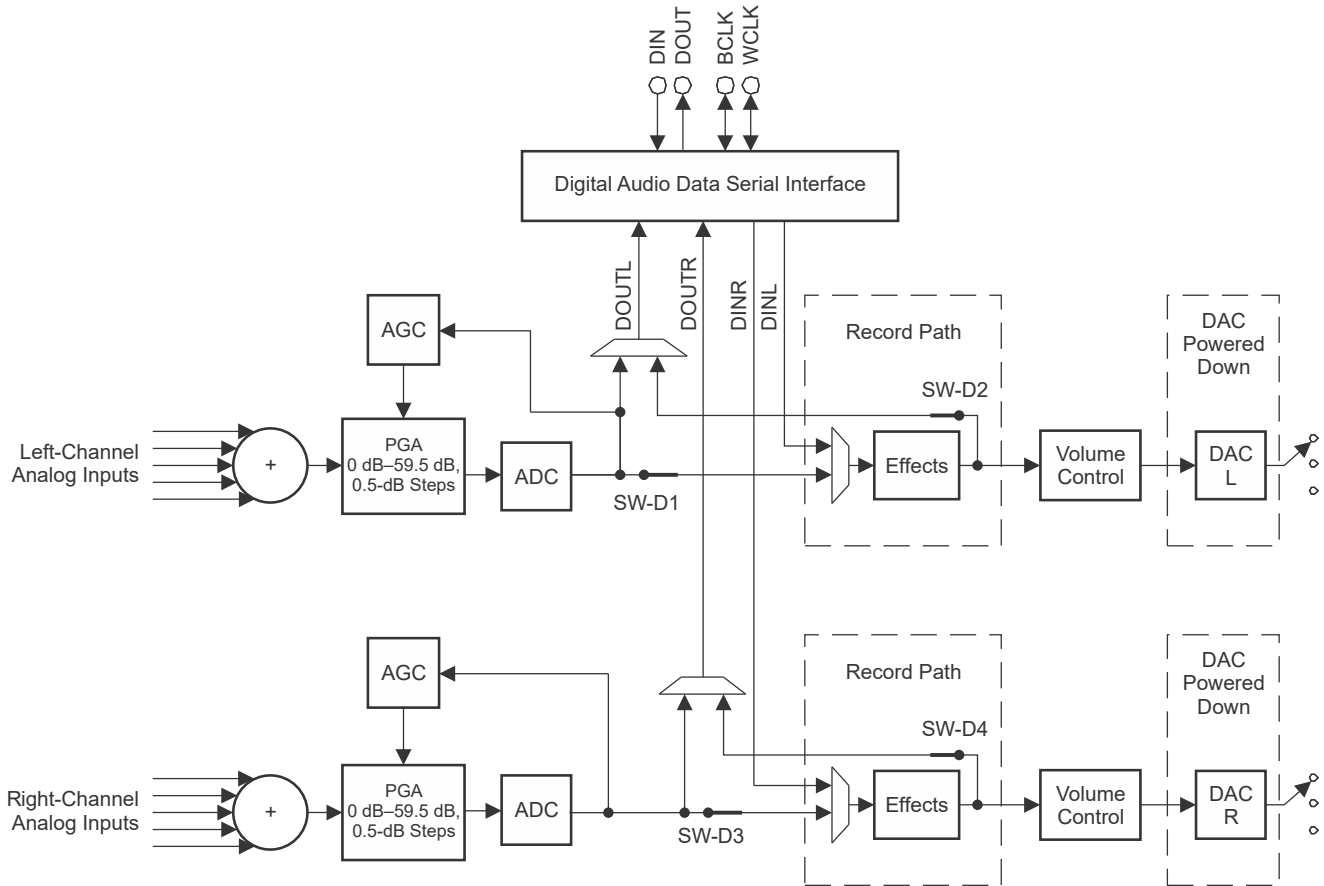 DIN
DOUT
BCLK
WCLK
Digital Audio Data Serial Interface
DOUTL
DOUTR
DINR
DINL
AGC
Record Path
DAC
Powered
Down
SW-D2
Left-Channel
Analog Inputs
+
PGA
0 dB–59.5 dB,
0.5-dB Steps
ADC
SW-D1
Effects
Volume
Control
DAC
L
AGC
Record Path
DAC
Powered
Down
SW-D4
Right-Channel
Analog Inputs
+
PGA
0 dB–59.5 dB,
0.5-dB Steps
ADC
SW-D3
Effects
Volume
Control
DAC
R